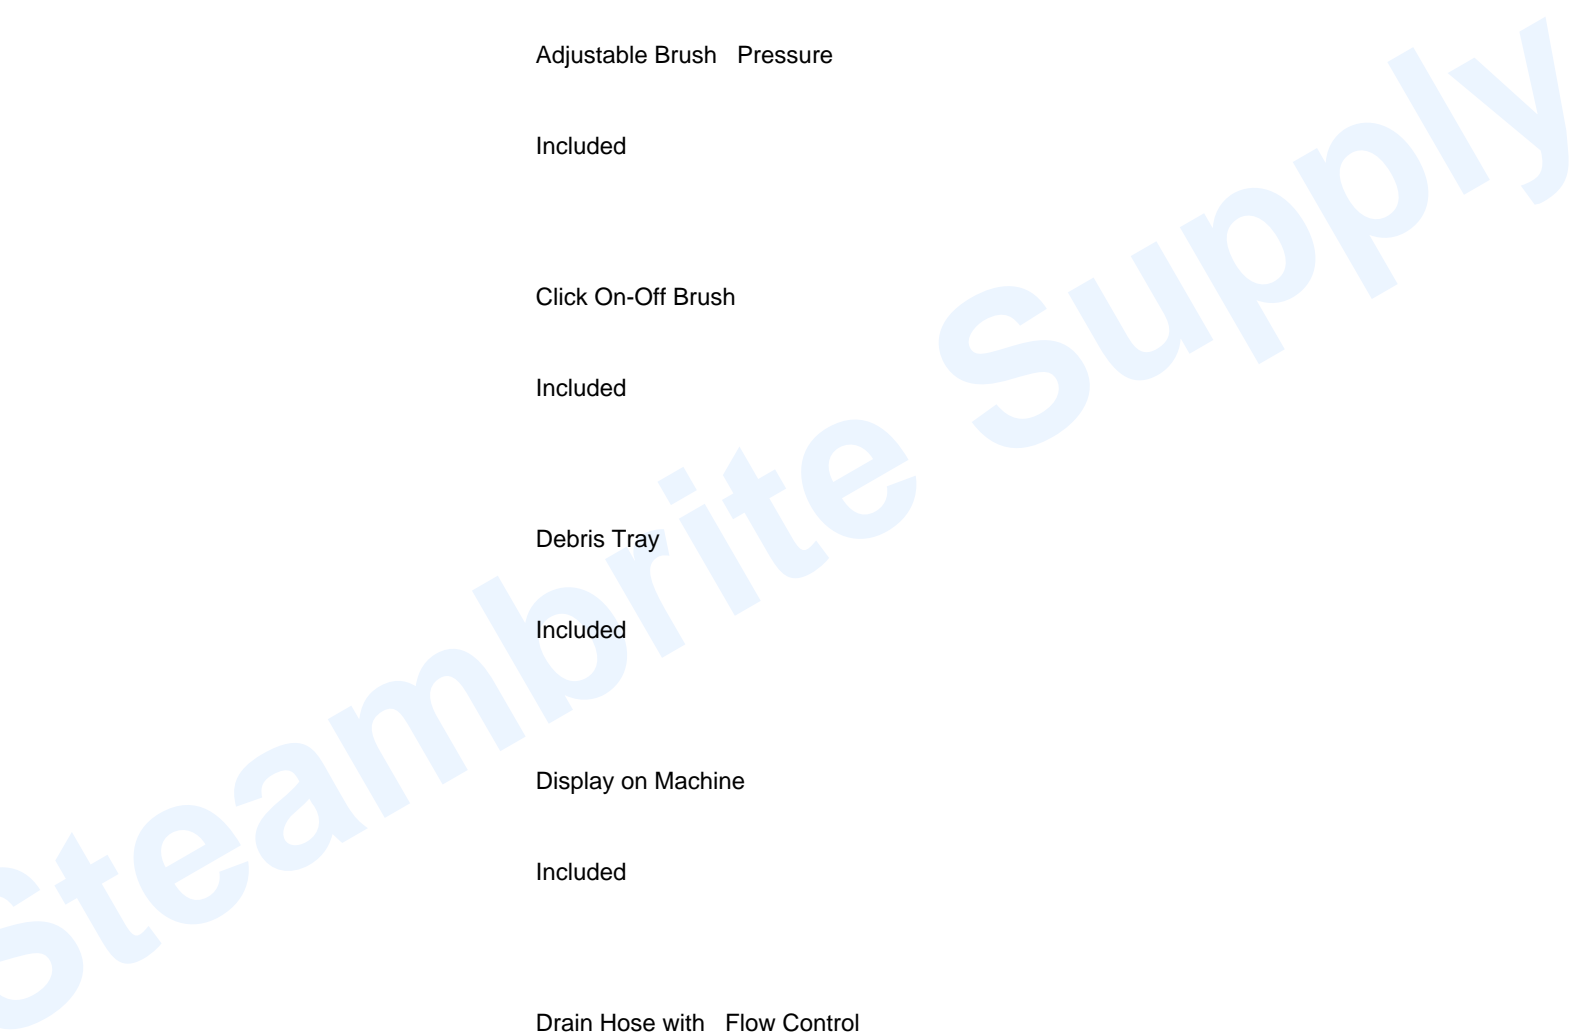 Adjustable Brush   Pressure
Included
Click On-Off Brush
Included
Debris Tray
Included
Display on Machine
Included
Drain Hose with   Flow Control
Steambrite Supply